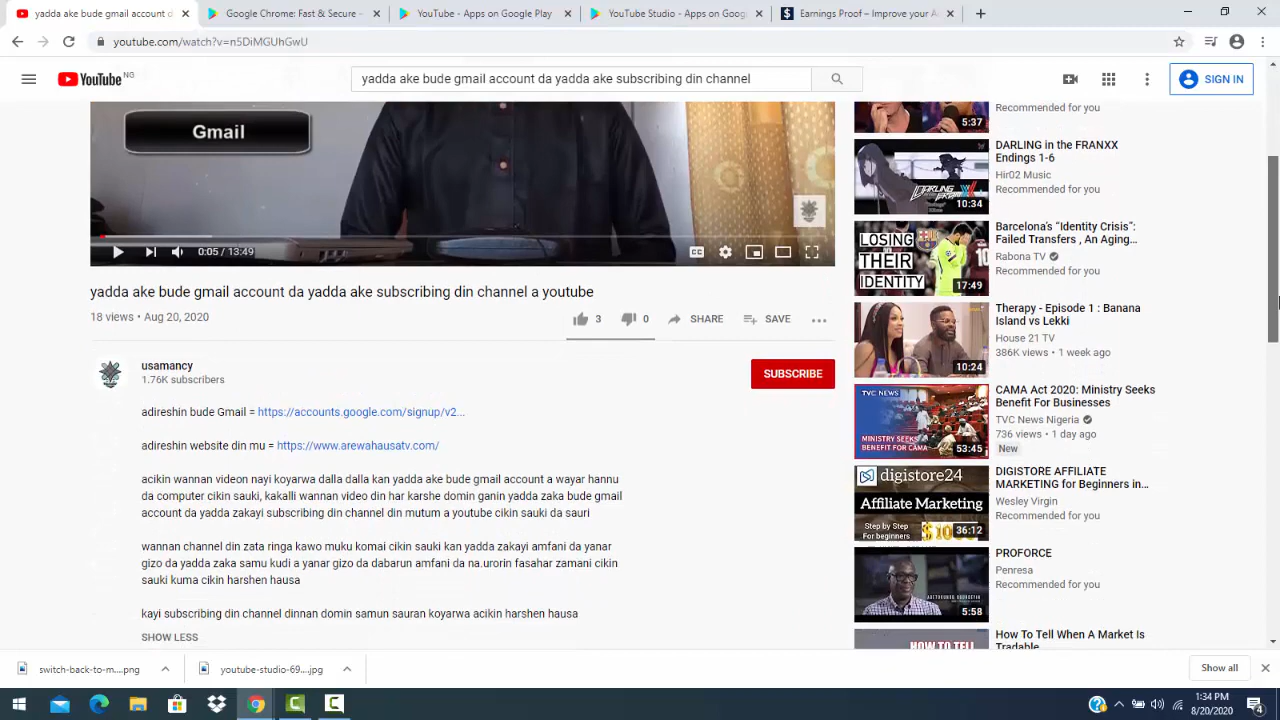 yadda ake bude gmail account d
Google Chrome Fast & Secure -
YouTube - Apps on Google Play
YouTube Studio - Apps on Goog
Earnings Proof – Improve your A
youtube.com/watch?v=n5DiMGUhGwU
YouTube NG
yadda ake bude gmail account da yadda ake subscribing din channel
SIGN IN
Gmail
0:05 / 13:49
yadda ake bude gmail account da yadda ake subscribing din channel a youtube
18 views • Aug 20, 2020
3
0
SHARE
SAVE
usamancy
1.76K subscribers
SUBSCRIBE
adireshin bude Gmail = https://accounts.google.com/signup/v2...
adireshin website din mu = https://www.arewahausatv.com/
acikin wannan videon kayi koyarwa dalla dalla kan yadda ake bude gmail account a wayar hannu
da computer cikin sauki, kakalli wannan video din har karshe domin ganin yadda zaka bude gmail
account da yadda zakayi subscribing din channel din mutum a youtube cikin sauki da sauri
wannan channel din zata ringa kawo muku komai cikin sauki kan yadda zakayi amfani da yanar
gizo da yadda zaka samu kudi a yanar gizo da dabarun amfani da na.urorin fasahar zamani cikin
sauki kuma cikin harshen hausa
kayi subscribing din channel dinnan domin samun sauran koyarwa acikin harshen hausa
SHOW LESS
5:37
Recommended for you
DARLING in the FRANXX
Endings 1-6
Hir02 Music
Recommended for you
DARLING
10:34
Barcelona's "Identity Crisis":
Failed Transfers , An Aging...
Rabona TV
Recommended for you
LOSING
THEIR
IDENTITY
17:49
Therapy - Episode 1 : Banana
Island vs Lekki
House 21 TV
386K views • 1 week ago
10:24
CAMA Act 2020: Ministry Seeks
Benefit For Businesses
TVC News Nigeria
736 views • 1 day ago
New
TVC NEWS
MINISTRY SEEKS
BENEFIT FOR CAMA
53:45
DIGISTORE AFFILIATE
MARKETING for Beginners in...
Wesley Virgin
Recommended for you
digistore24
Affiliate Marketing
Step by Step
For beginners
36:12
PROFORCE
Penresa
Recommended for you
5:58
How To Tell When A Market Is
Tradable
HOW TO TELL
switch-back-to-m....png
youtube-studio-69....jpg
Show all
1:34 PM
8/20/2020
4